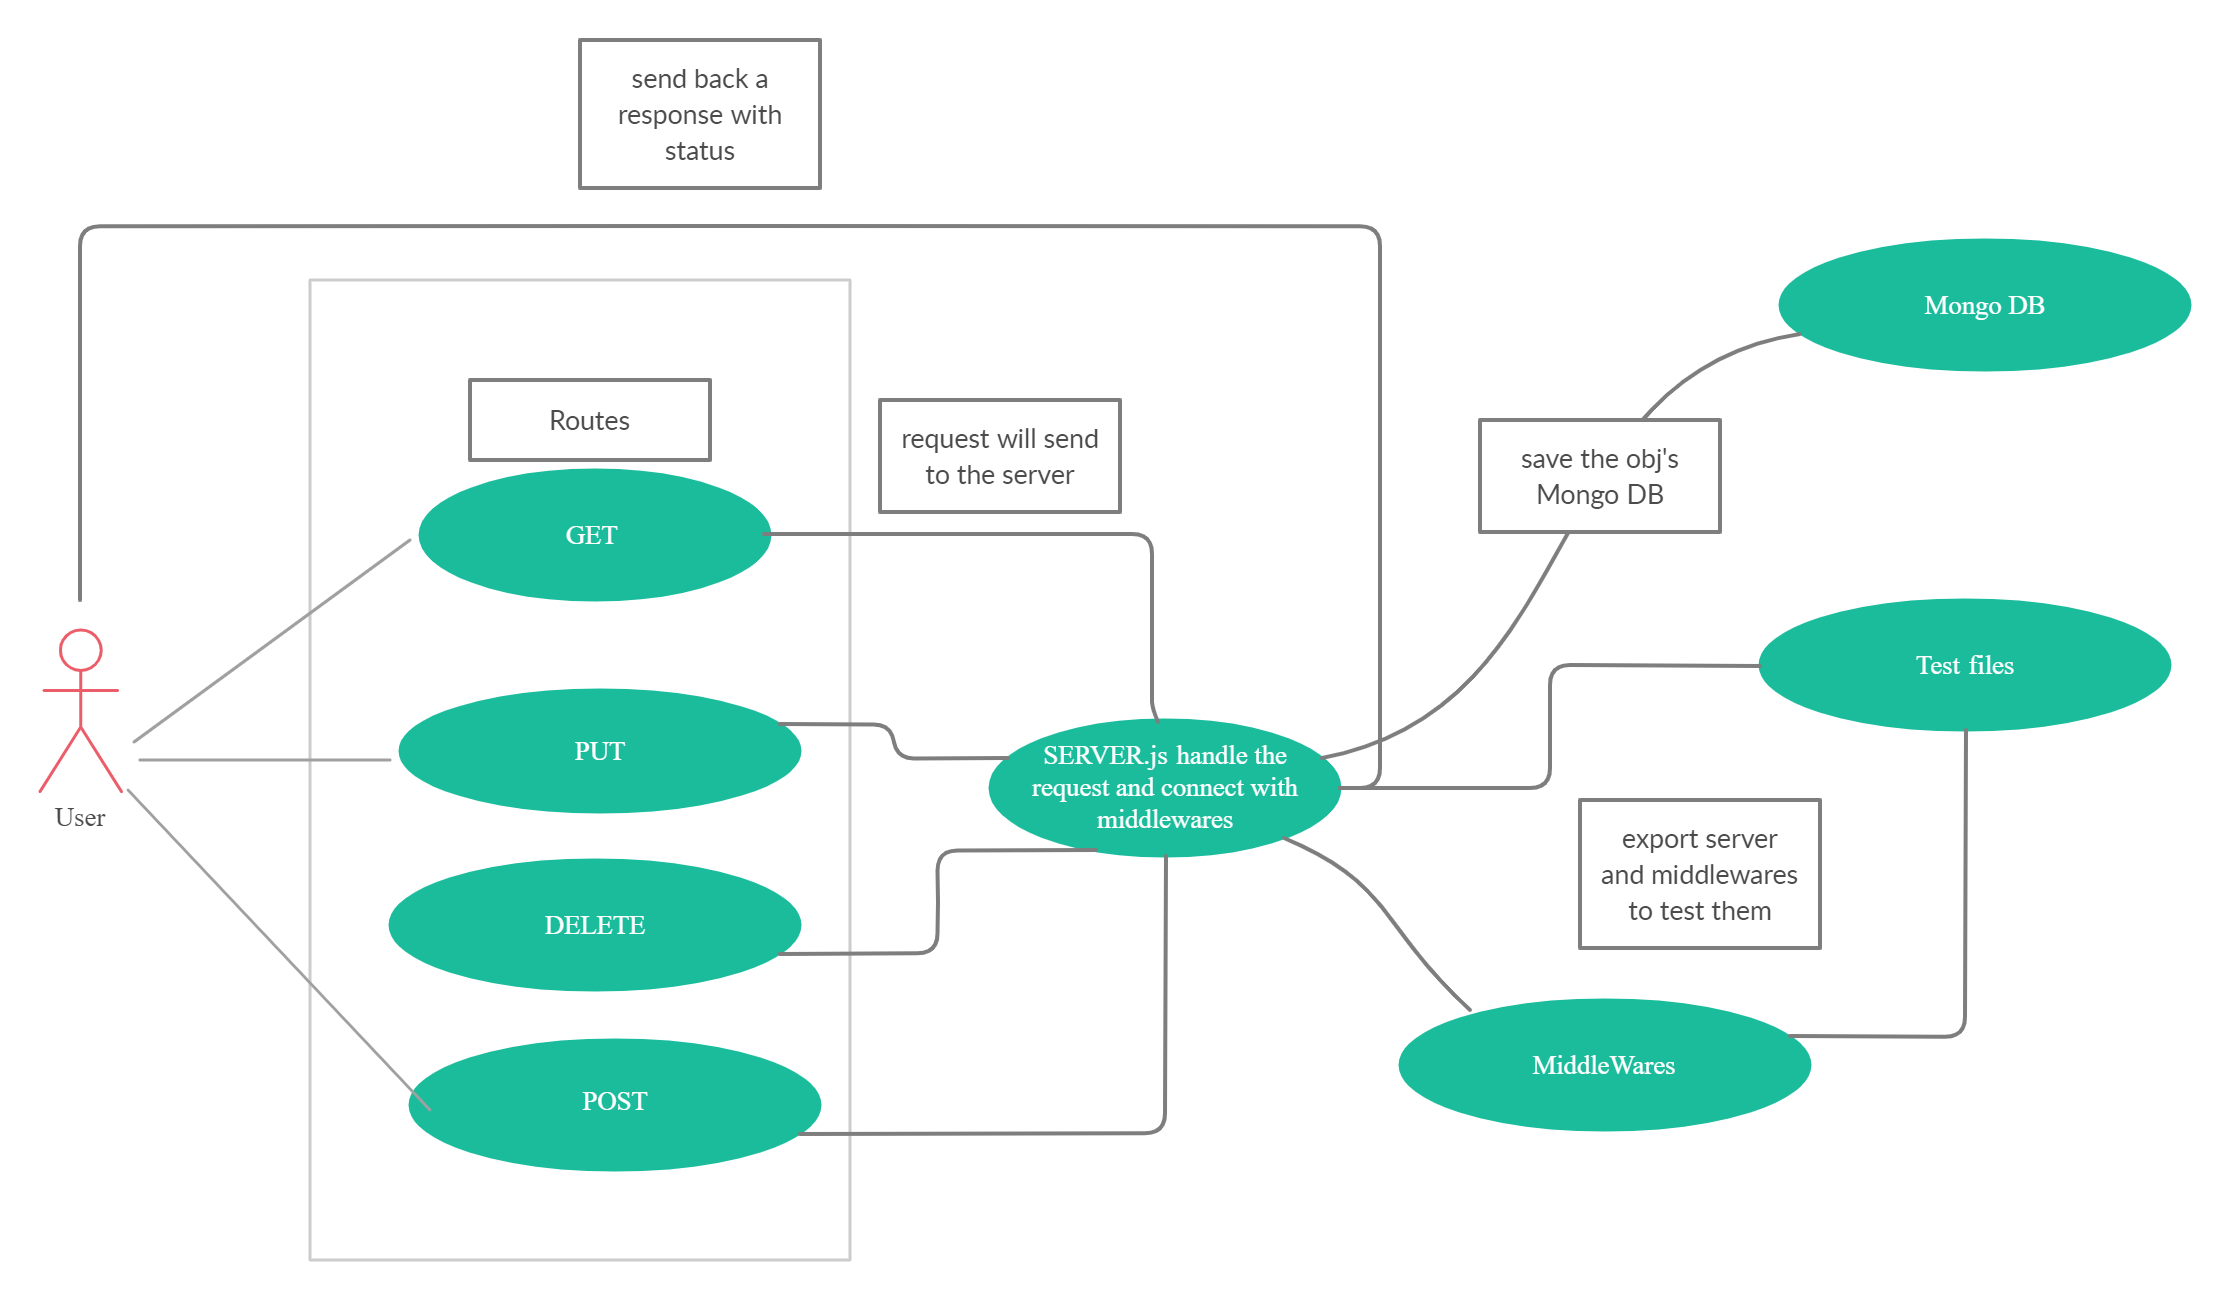 send back a
response with
status
Routes
request will send
to the server
GET
PUT
DELETE
POST
User
SERVER.js handle the
request and connect with
middlewares
Mongo DB
save the obj's
Mongo DB
Test files
export server
and middlewares
to test them
MiddleWares